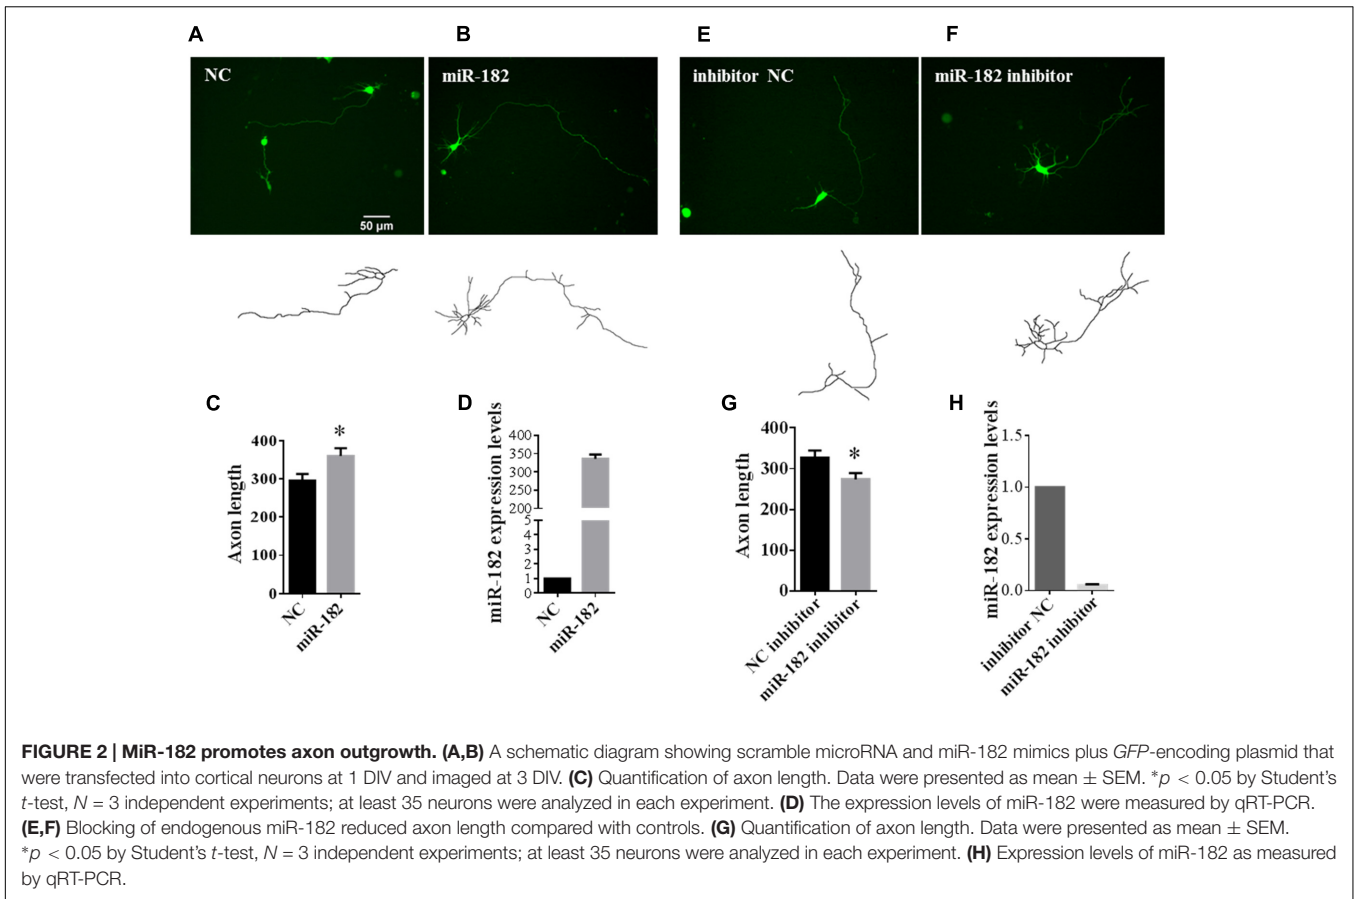 A
B
E
F
NC
miR-182
inhibitor NC
miR-182 inhibitor
50 µm
C
Axon length
400
300
200
100
0
*
NC
miR-182
D
miR-182 expression levels
400
350
300
250
200
5
4
3
2
1
0
NC
miR-182
G
Axon length
400
300
200
100
0
*
NC inhibitor
miR-182 inhibitor
H
miR-182 expression levels
1.5
1.0
0.5
0.0
inhibitor NC
miR-182 inhibitor
FIGURE 2 | MiR-182 promotes axon outgrowth. (A,B) A schematic diagram showing scramble microRNA and miR-182 mimics plus GFP-encoding plasmid that
were transfected into cortical neurons at 1 DIV and imaged at 3 DIV. (C) Quantification of axon length. Data were presented as mean ± SEM. *p < 0.05 by Student's
t-test, N = 3 independent experiments; at least 35 neurons were analyzed in each experiment. (D) The expression levels of miR-182 were measured by qRT-PCR.
(E,F) Blocking of endogenous miR-182 reduced axon length compared with controls. (G) Quantification of axon length. Data were presented as mean ± SEM.
*p < 0.05 by Student's t-test, N = 3 independent experiments; at least 35 neurons were analyzed in each experiment. (H) Expression levels of miR-182 as measured
by qRT-PCR.